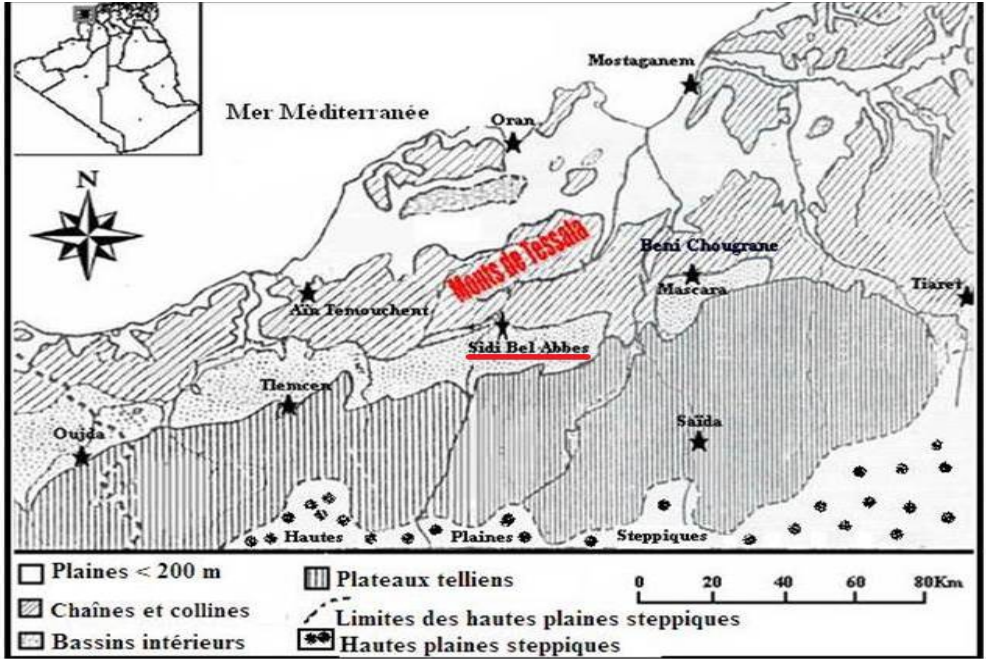 Mostaganem
Mer Méditerranée
Oran
N
Monts de Tessala
Beni Chougrane
Mascara
Tiaret
Aïn Temouchent
Sidi Bel Abbes
Tlemcen
Saïda
Oujda
Hautes Plaines Steppiques
Plaines < 200 m
Chaînes et collines
Bassins intérieurs
Plateaux telliens
Limites des hautes plaines steppiques
Hautes plaines steppiques
0 20 40 60 80Km